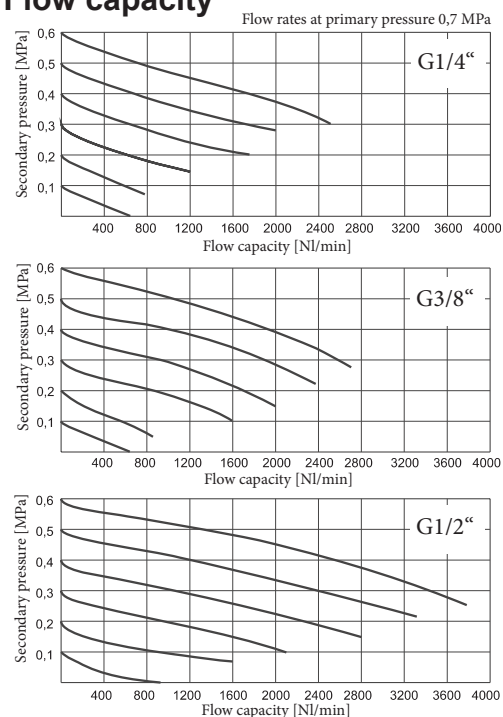 Flow capacity
Flow rates at primary pressure 0,7 MPa
Secondary pressure [MPa]
0,6
0,5
0,4
0,3
0,2
0,1
G1/4“
400 800 1200 1600 2000 2400 2800 3200 3600 4000
Flow capacity [Nl/min]
Secondary pressure [MPa]
0,6
0,5
0,4
0,3
0,2
0,1
G3/8“
400 800 1200 1600 2000 2400 2800 3200 3600 4000
Flow capacity [Nl/min]
Secondary pressure [MPa]
0,6
0,5
0,4
0,3
0,2
0,1
G1/2“
400 800 1200 1600 2000 2400 2800 3200 3600 4000
Flow capacity [Nl/min]